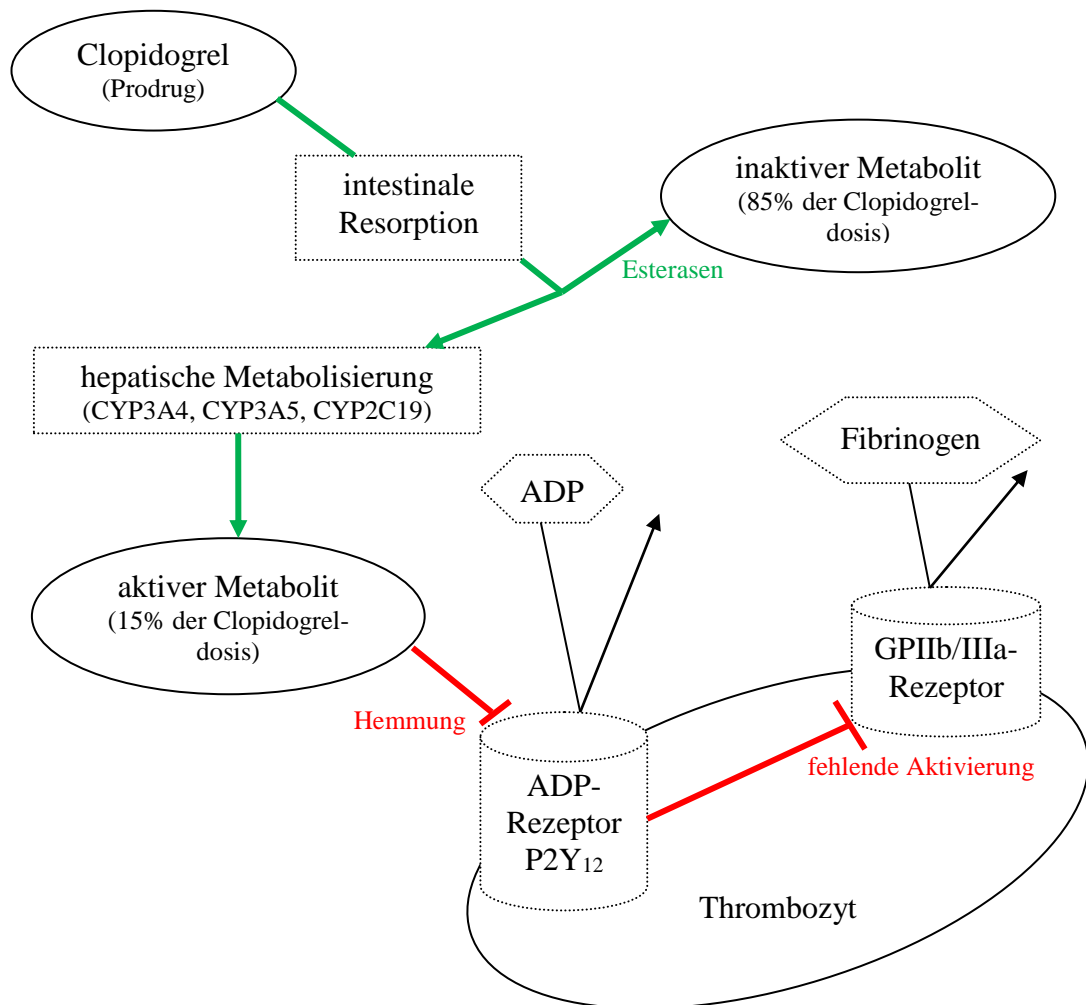 Clopidogrel
(Prodrug)
intestinale
Resorption
inaktiver Metabolit
(85% der Clopidogrel-
dosis)
Esterasen
hepatische Metabolisierung
(CYP3A4, CYP3A5, CYP2C19)
Fibrinogen
ADP
aktiver Metabolit
(15% der Clopidogrel-
dosis)
GPIIb/IIIa-
Rezeptor
Hemmung
fehlende Aktivierung
ADP-
Rezeptor
P2Y₁₂
Thrombozyt